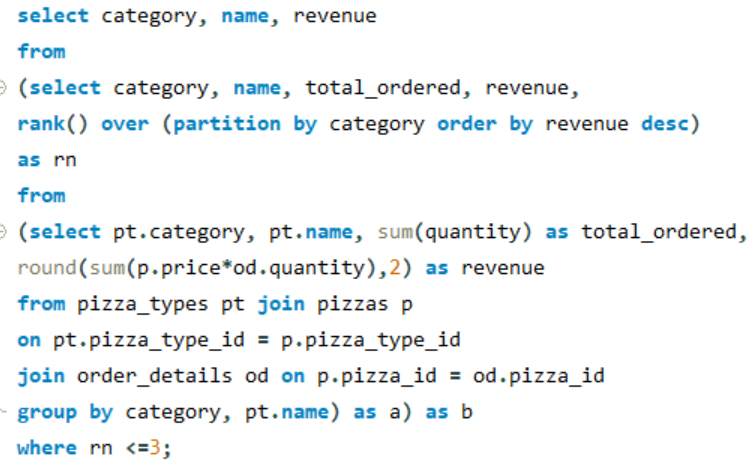 select category, name, revenue
from
(select category, name, total_ordered, revenue,
rank() over (partition by category order by revenue desc)
as rn
from
(select pt.category, pt.name, sum(quantity) as total_ordered,
round(sum(p.price*od.quantity),2) as revenue
from pizza_types pt join pizzas p
on pt.pizza_type_id = p.pizza_type_id
join order_details od on p.pizza_id = od.pizza_id
group by category, pt.name) as a) as b
where rn <=3;